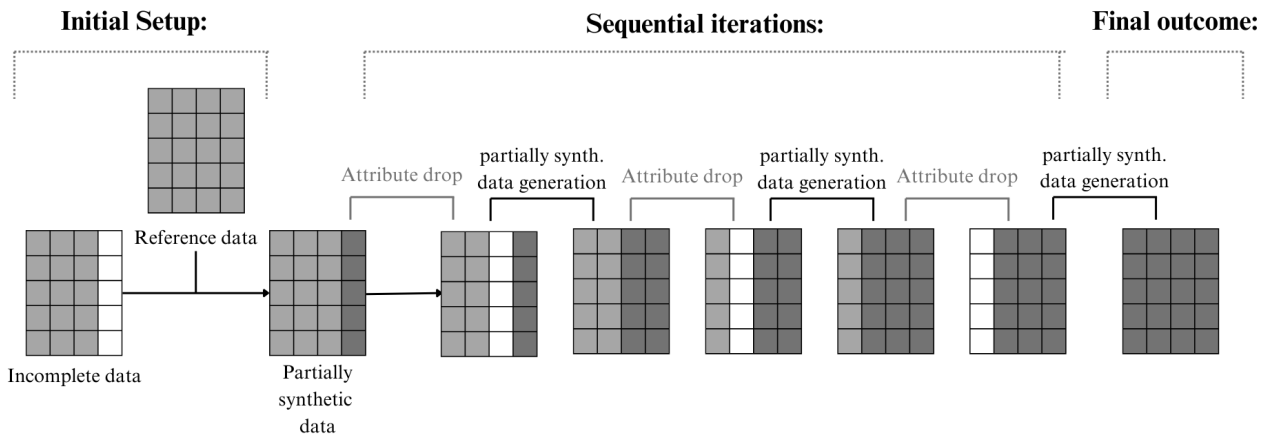 Initial Setup:
Sequential iterations:
Final outcome:
Attribute drop
partially synth.
data generation
Attribute drop
partially synth.
data generation
Attribute drop
partially synth.
data generation
Reference data
Incomplete data
Partially
synthetic
data